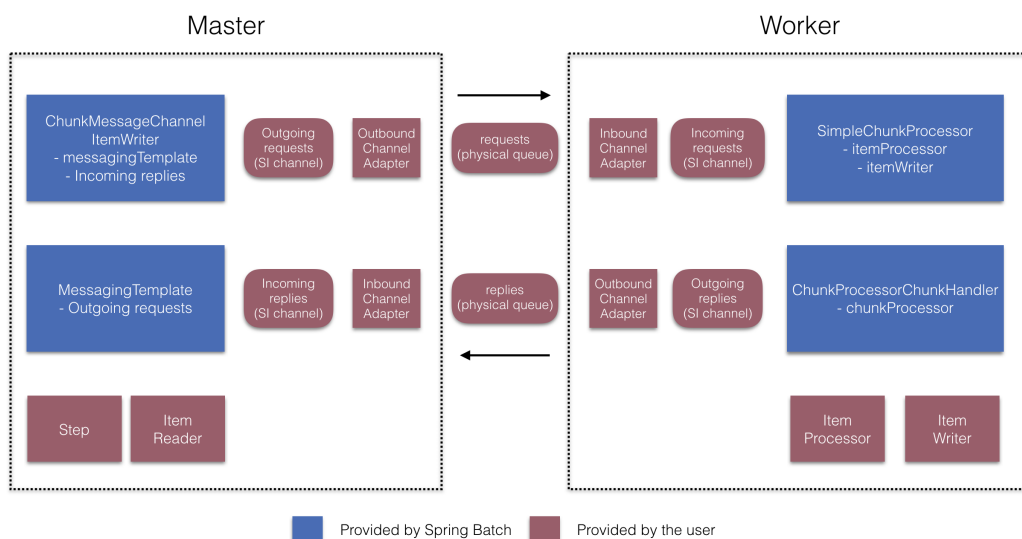 Master
Worker
ChunkMessageChannel
ItemWriter
- messagingTemplate
- Incoming replies
Outgoing
requests
(SI channel)
Outbound
Channel
Adapter
requests
(physical queue)
Inbound
Channel
Adapter
Incoming
requests
(SI channel)
SimpleChunkProcessor
- itemProcessor
- itemWriter
MessagingTemplate
- Outgoing requests
Incoming
replies
(SI channel)
Inbound
Channel
Adapter
replies
(physical queue)
Outbound
Channel
Adapter
Outgoing
replies
(SI channel)
ChunkProcessorChunkHandler
- chunkProcessor
Step
Item
Reader
Item
Processor
Item
Writer
Provided by Spring Batch
Provided by the user